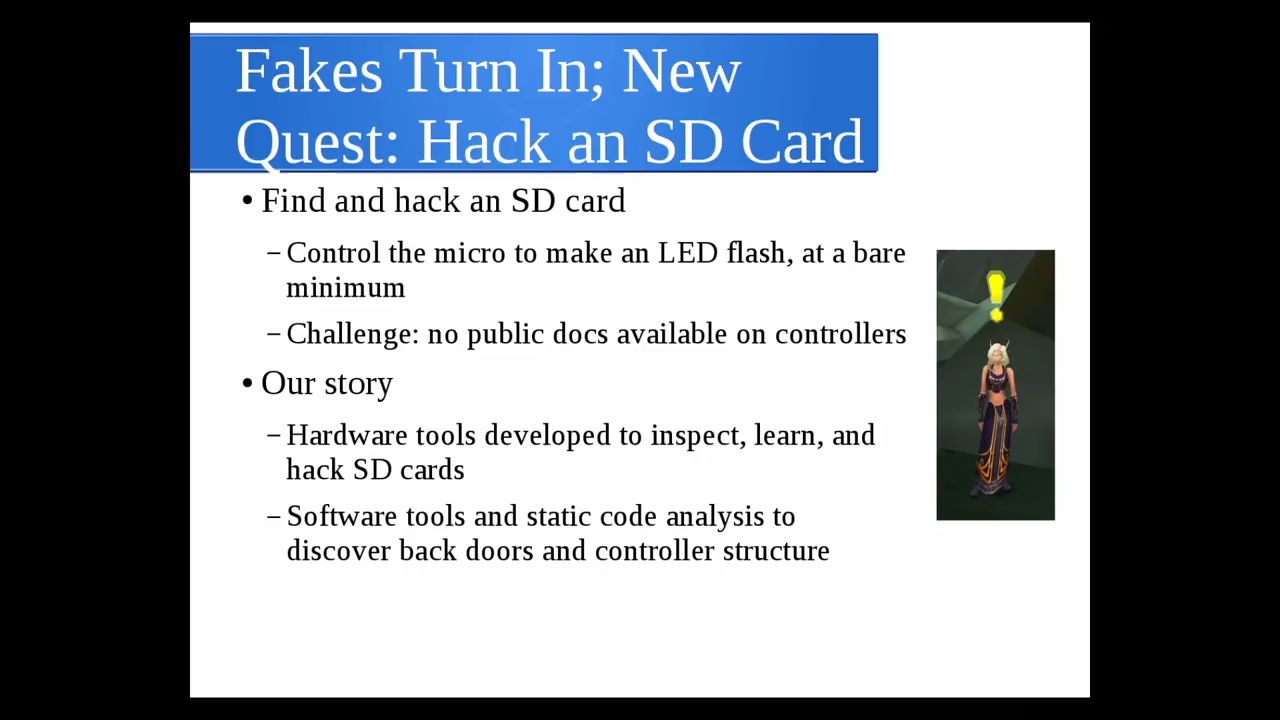 Fakes Turn In; New
Quest: Hack an SD Card
• Find and hack an SD card
– Control the micro to make an LED flash, at a bare
minimum
– Challenge: no public docs available on controllers
• Our story
– Hardware tools developed to inspect, learn, and
hack SD cards
– Software tools and static code analysis to
discover back doors and controller structure